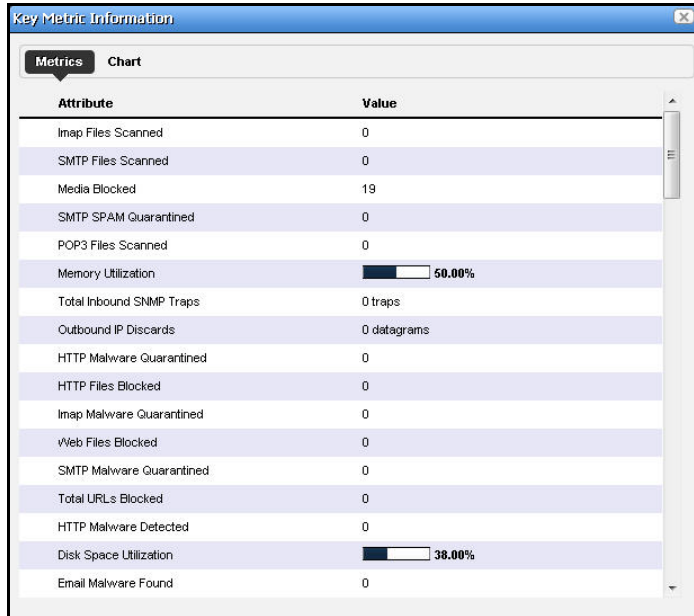 Key Metric Information
Metrics Chart
Attribute Value
Imap Files Scanned 0
SMTP Files Scanned 0
Media Blocked 19
SMTP SPAM Quarantined 0
POP3 Files Scanned 0
Memory Utilization 50.00%
Total Inbound SNMP Traps 0 traps
Outbound IP Discards 0 datagrams
HTTP Malware Quarantined 0
HTTP Files Blocked 0
Imap Malware Quarantined 0
Web Files Blocked 0
SMTP Malware Quarantined 0
Total URLs Blocked 0
HTTP Malware Detected 0
Disk Space Utilization 38.00%
Email Malware Found 0